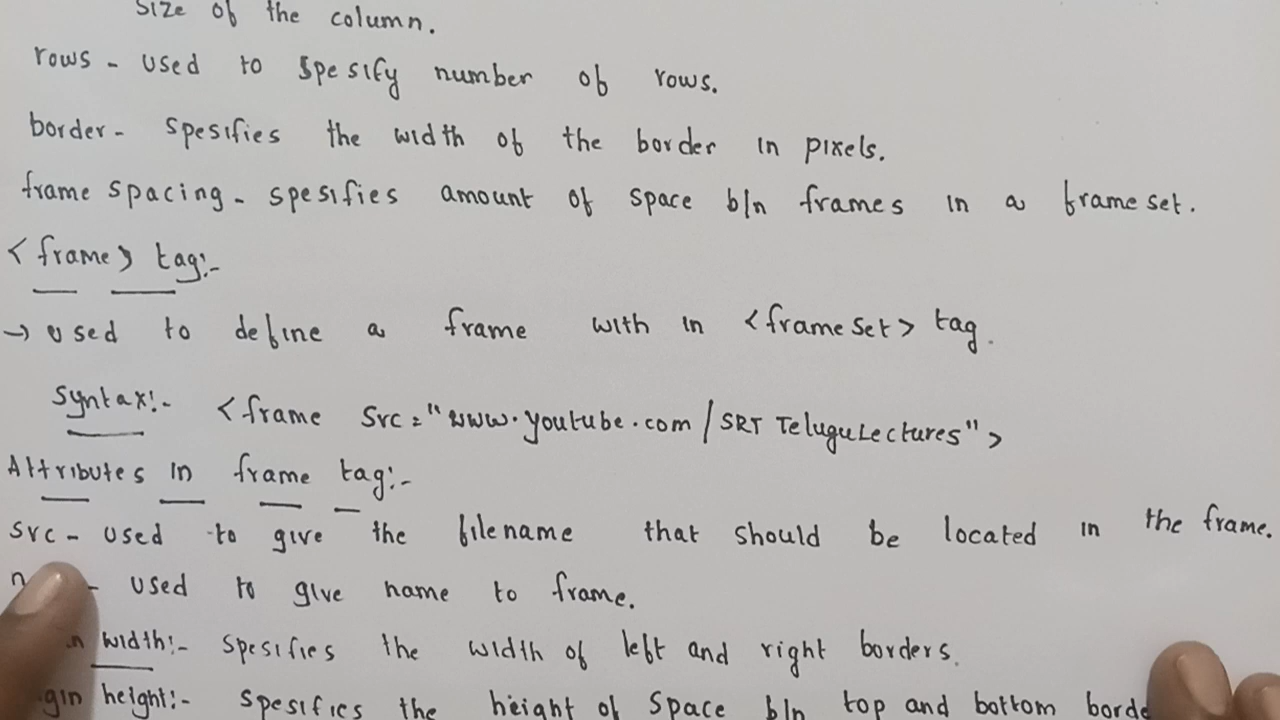 Size of the column.
rows - used to spesify number of rows.
border - spesifies the width of the border in pixels.
frame spacing - spesifies amount of space b/n frames in a frame set.
<frame> tag:-
→ used to define a frame with in <frame set> tag.
Syntax:- <frame src="www.youtube.com/SRT TeluguLectures">
Attributes in frame tag:-
src - used to give the filename that should be located in the frame.
- used to give name to frame.
width:- spesifies the width of left and right borders.
height:- spesifies the height of space b/n top and bottom